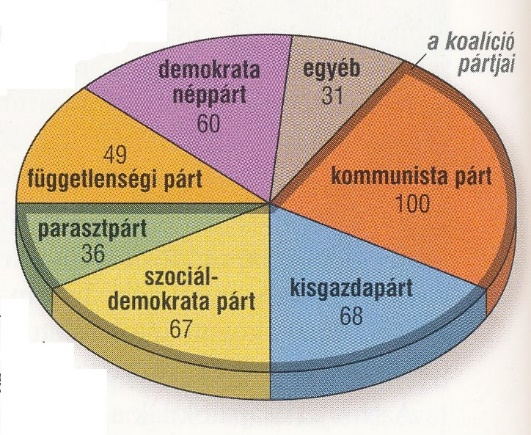 a koalíció
pártjai
demokrata
néppárt
60
egyéb
31
49
függetlenségi párt
kommunista párt
100
parasztpárt
36
szociál-
demokrata párt
67
kisgazdapárt
68